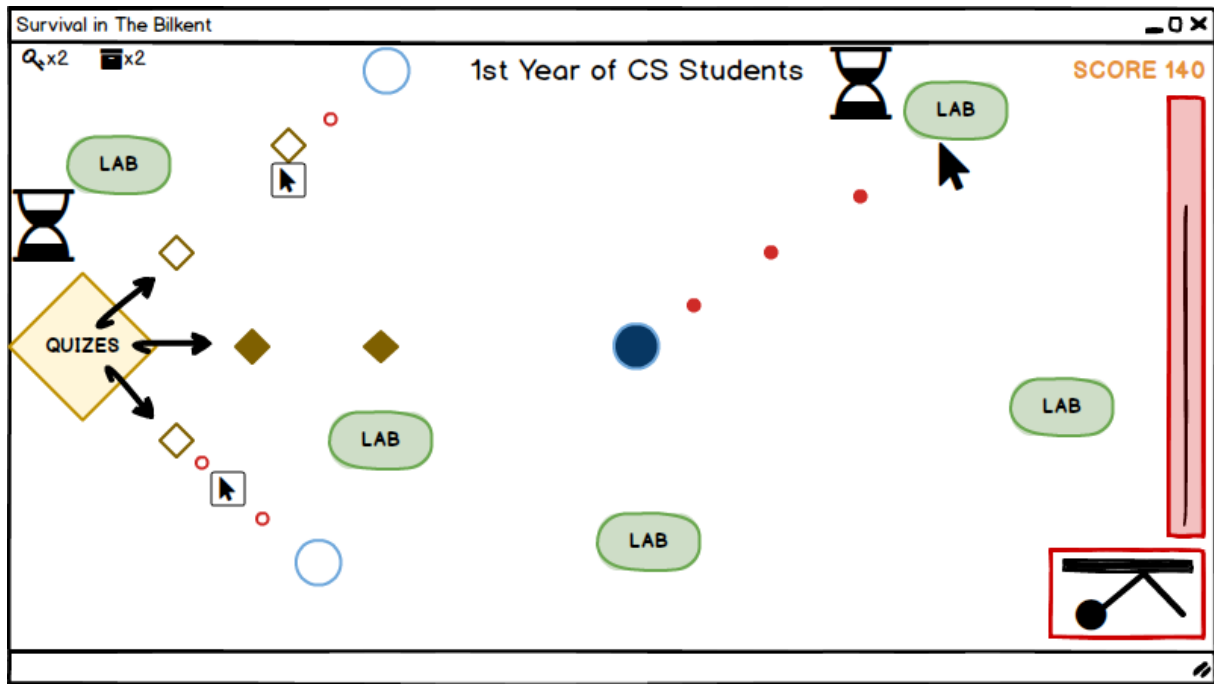 Survival in The Bilkent
x2 x2
1st Year of CS Students
SCORE 140
LAB
LAB
QUIZES
LAB
LAB
LAB